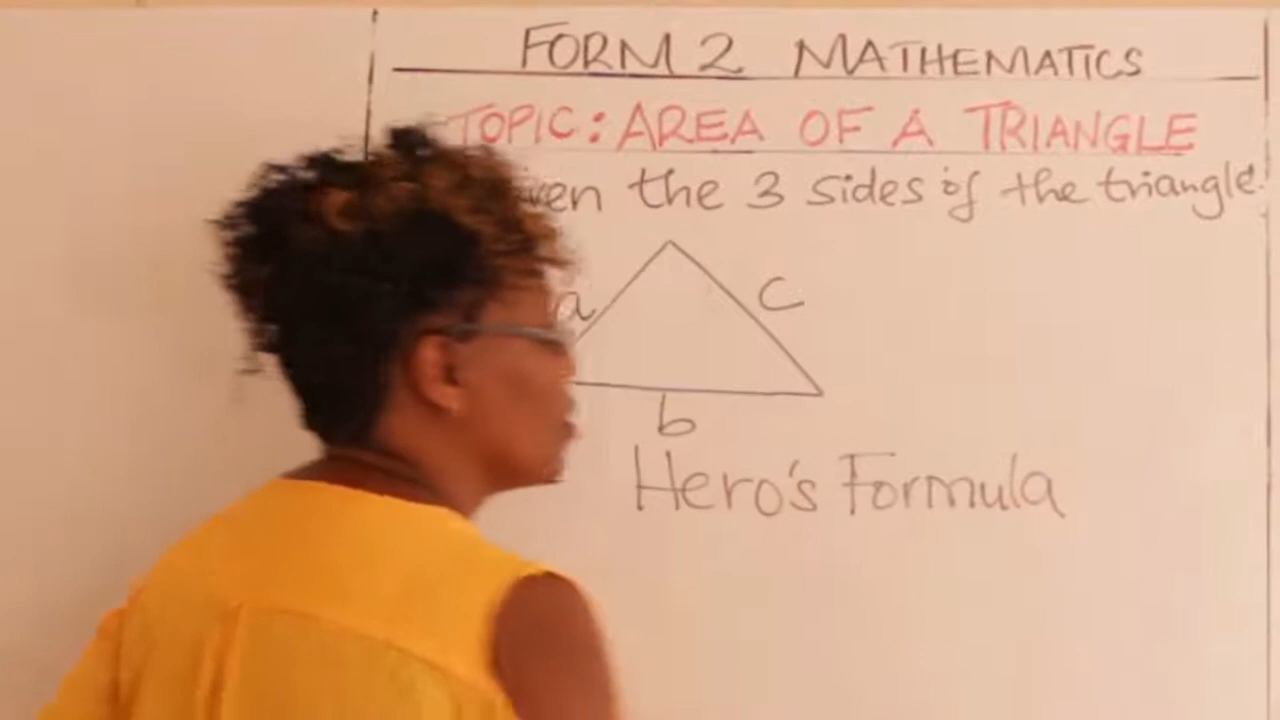 FORM 2 MATHEMATICS
TOPIC: AREA OF A TRIANGLE
the 3 sides of the triangle.
a
c
b
Hero's Formula